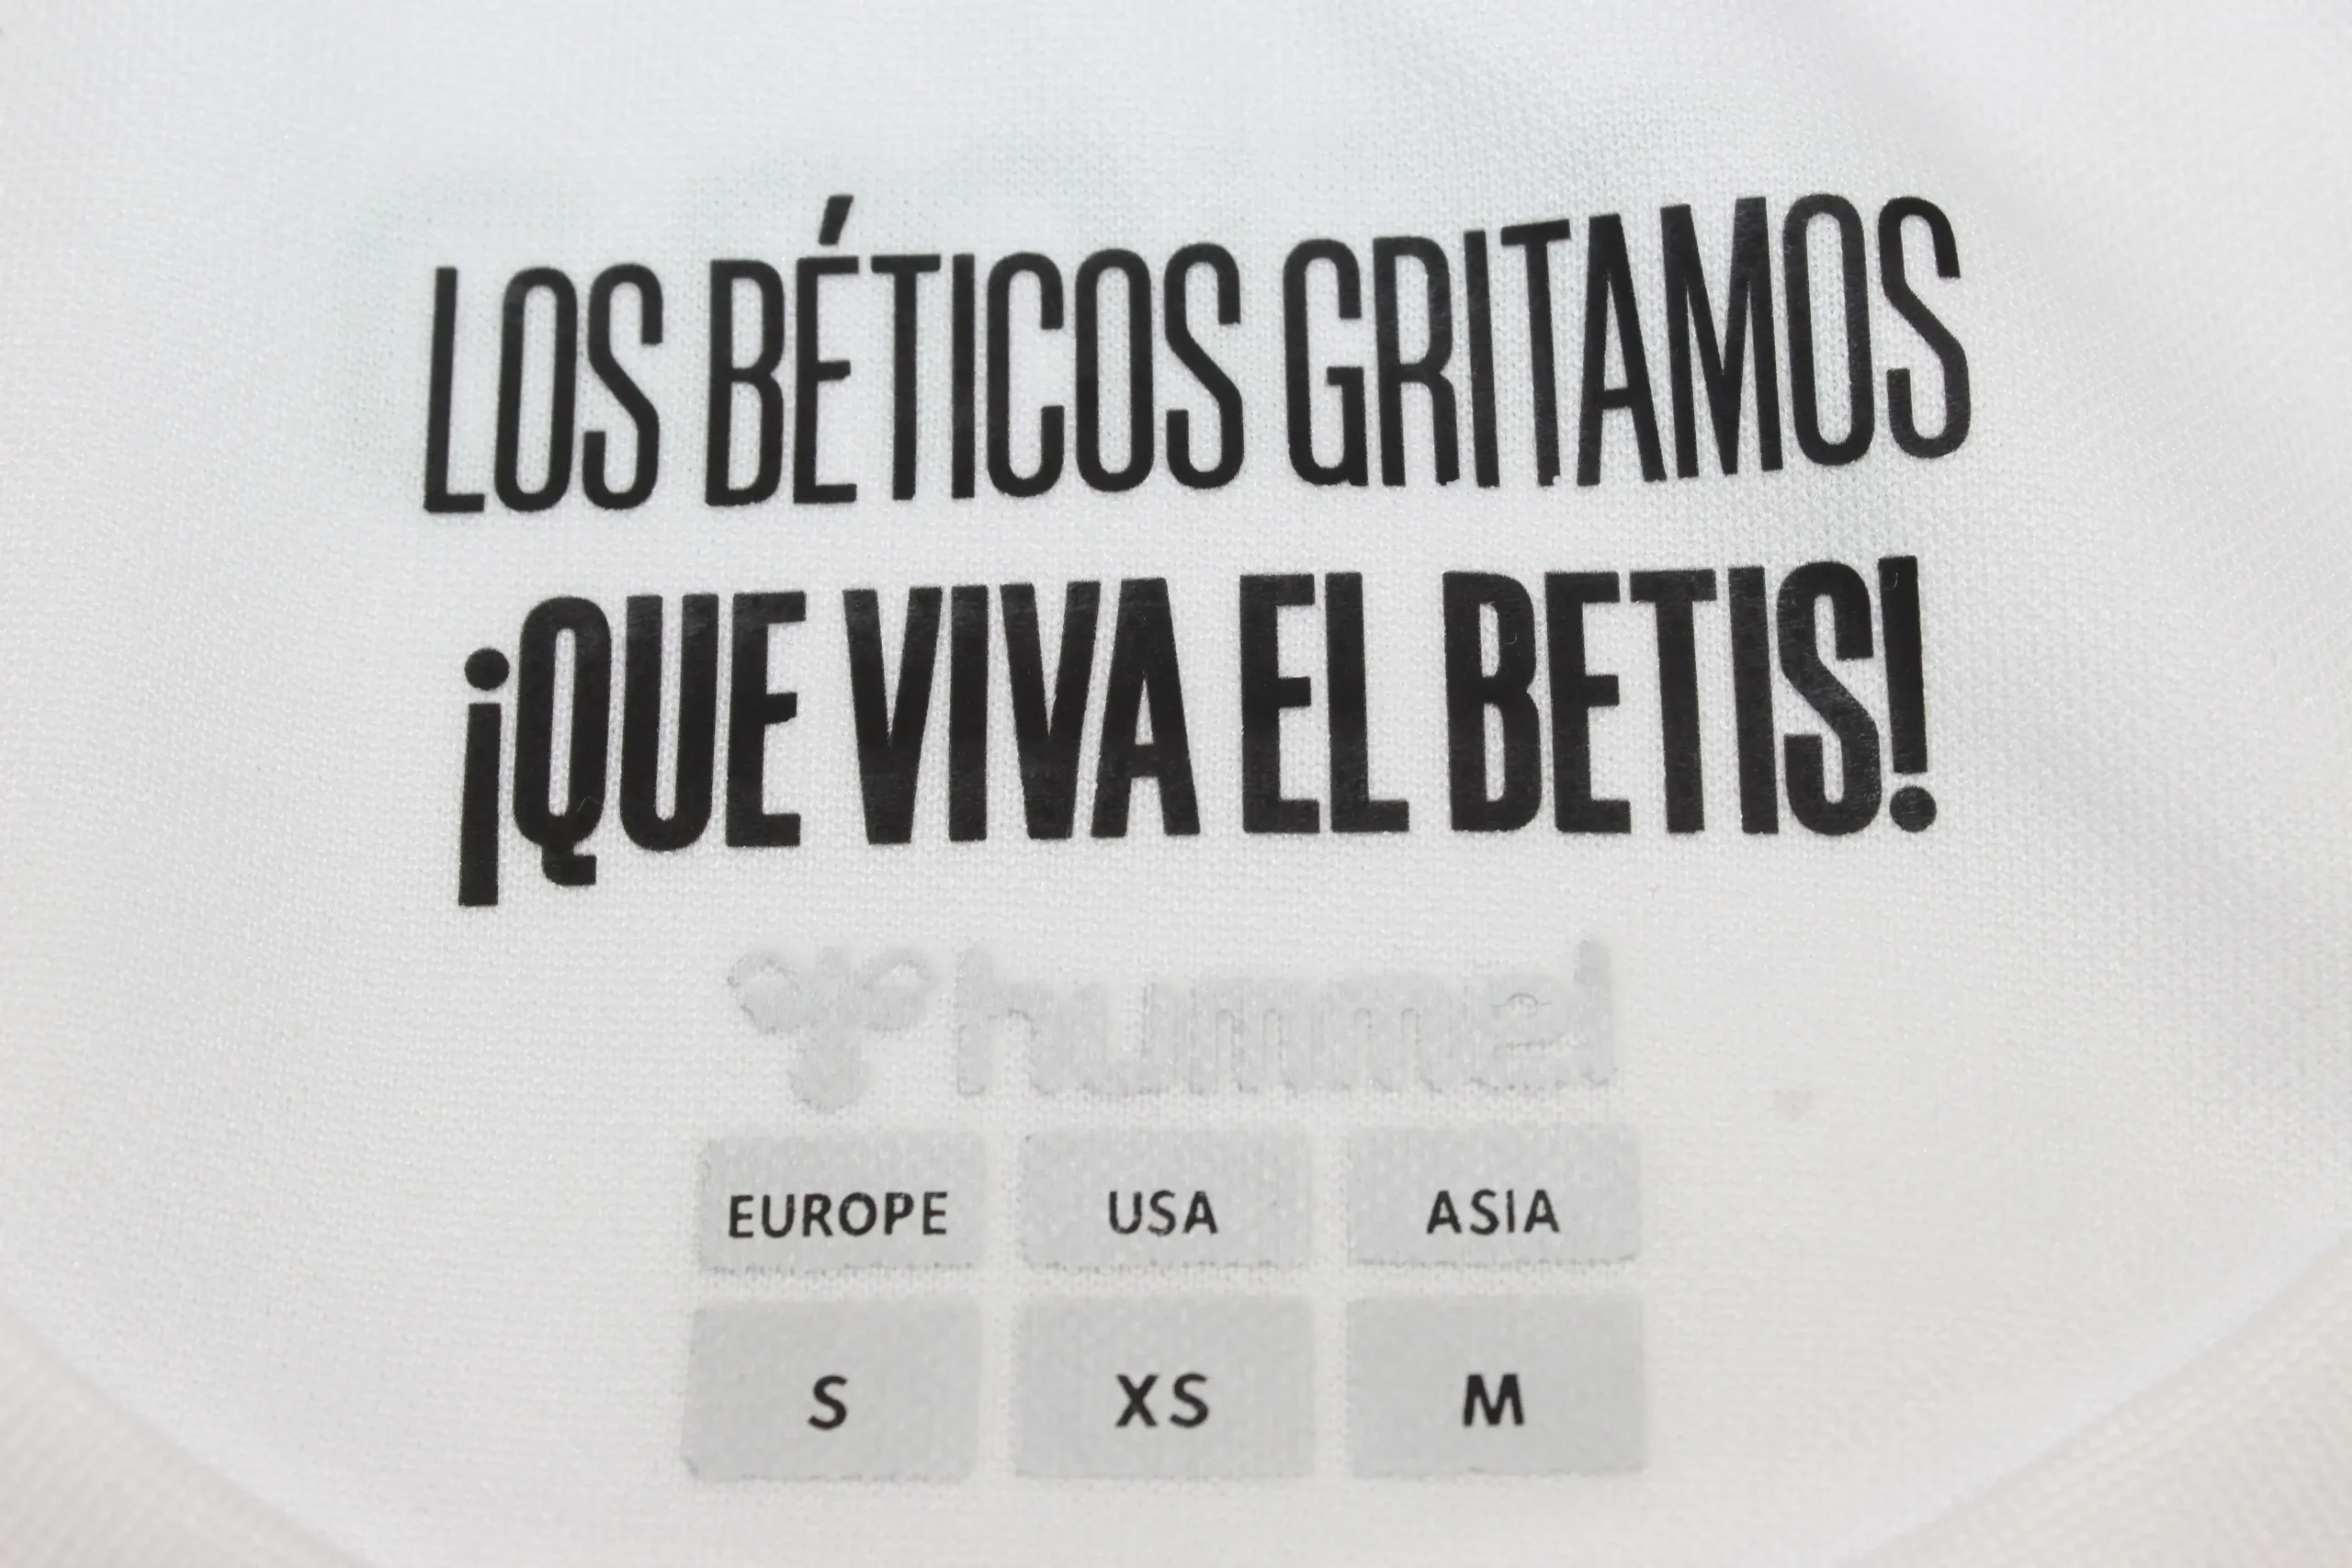 LOS BÉTICOS GRITAMOS
¡QUE VIVA EL BETIS!
hummel
EUROPE USA ASIA
S XS M